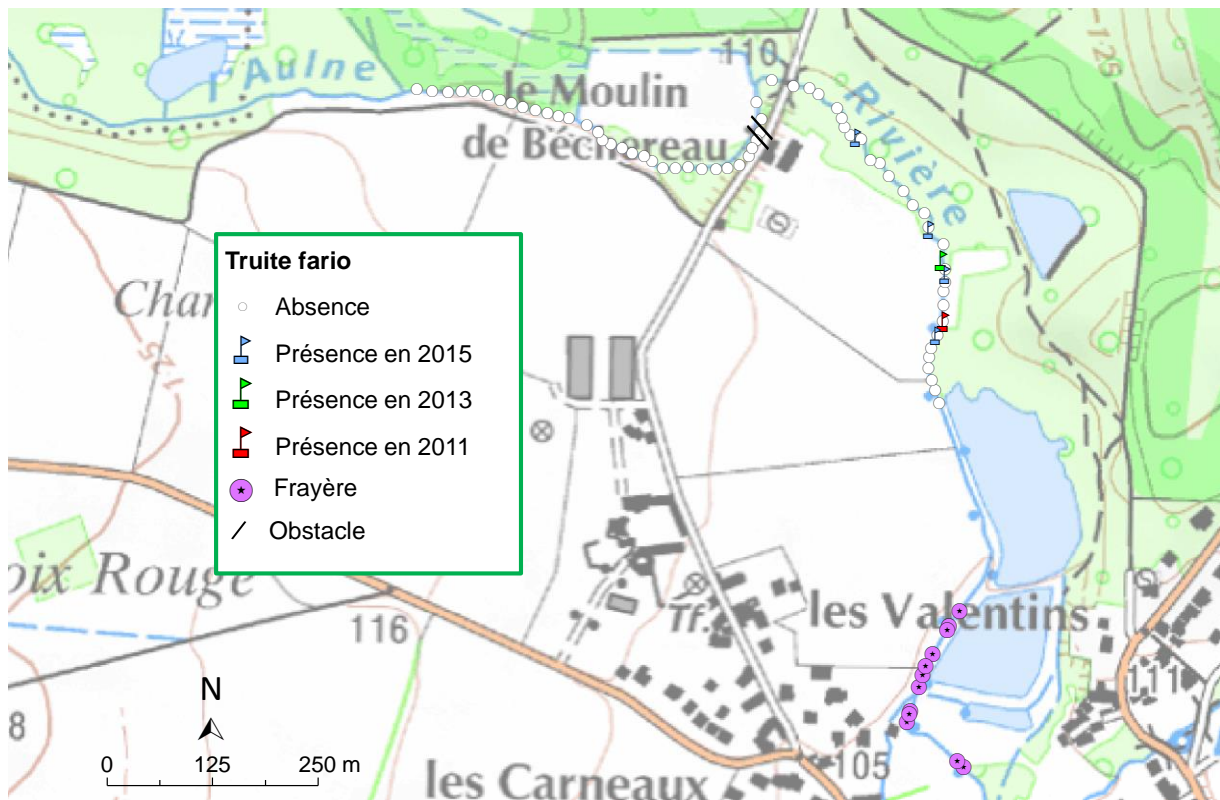 l'Aulne
110
125
le Moulin
de Béchereau
Rivière
Truite fario
Absence
Présence en 2015
Présence en 2013
Présence en 2011
Frayère
Obstacle
125
oix Rouge
116
Tf.
les Valentins
111
N
8
0 125 250 m
105
les Carneaux